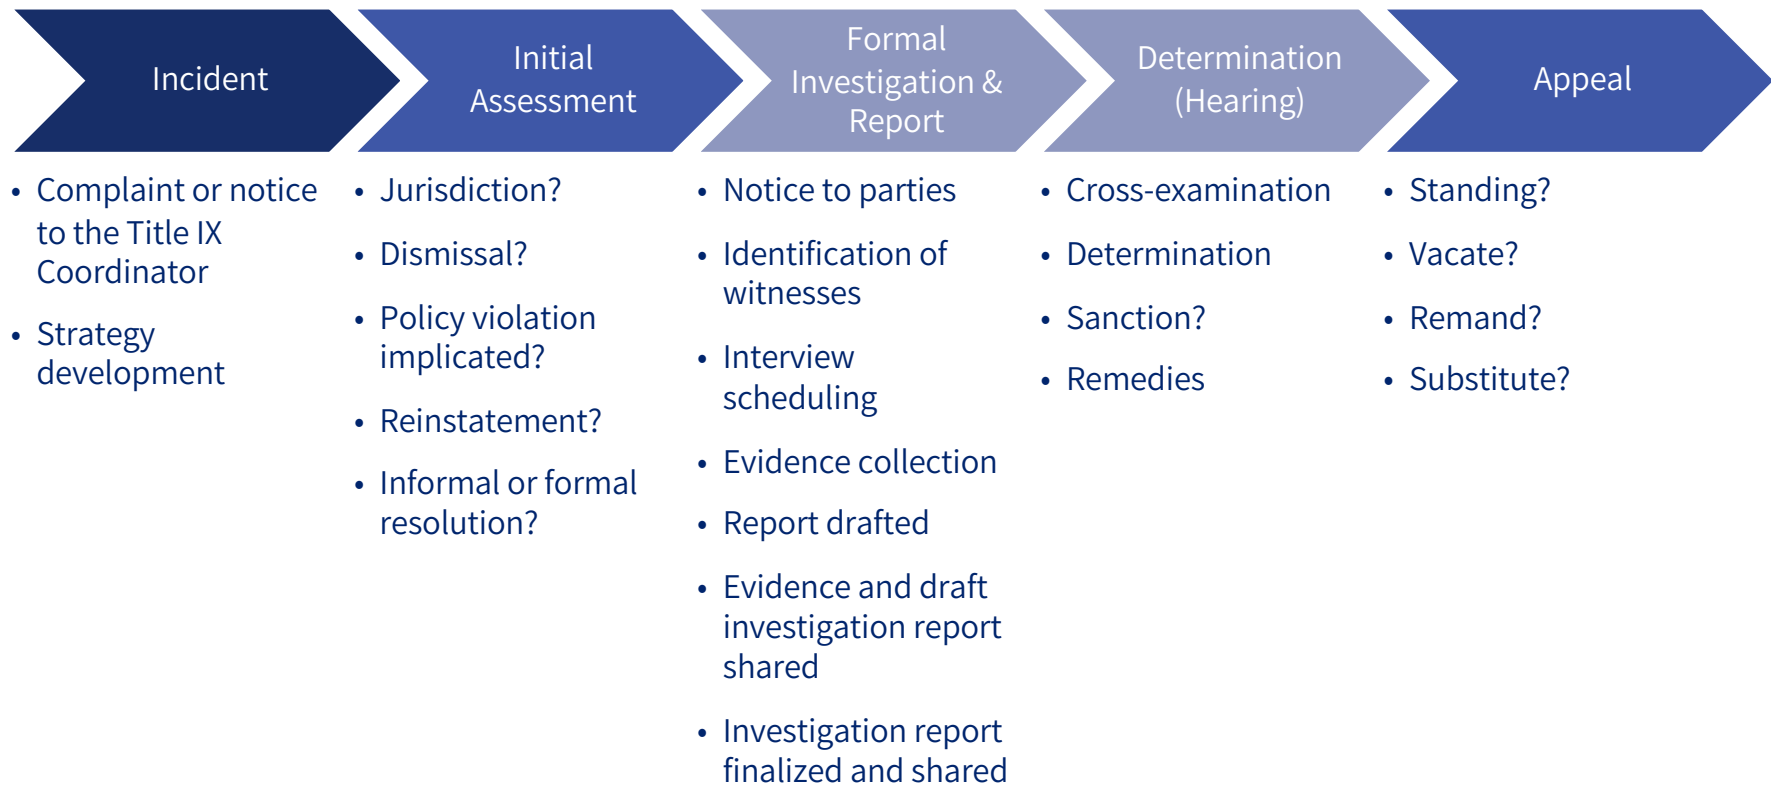 Incident
Initial
Assessment
Formal
Investigation &
Report
Determination
(Hearing)
Appeal
• Complaint or notice
to the Title IX
Coordinator
• Strategy
development
• Jurisdiction?
• Dismissal?
• Policy violation
implicated?
• Reinstatement?
• Informal or formal
resolution?
• Notice to parties
• Identification of
witnesses
• Interview
scheduling
• Evidence collection
• Report drafted
• Evidence and draft
investigation report
shared
• Investigation report
finalized and shared
• Cross-examination
• Determination
• Sanction?
• Remedies
• Standing?
• Vacate?
• Remand?
• Substitute?